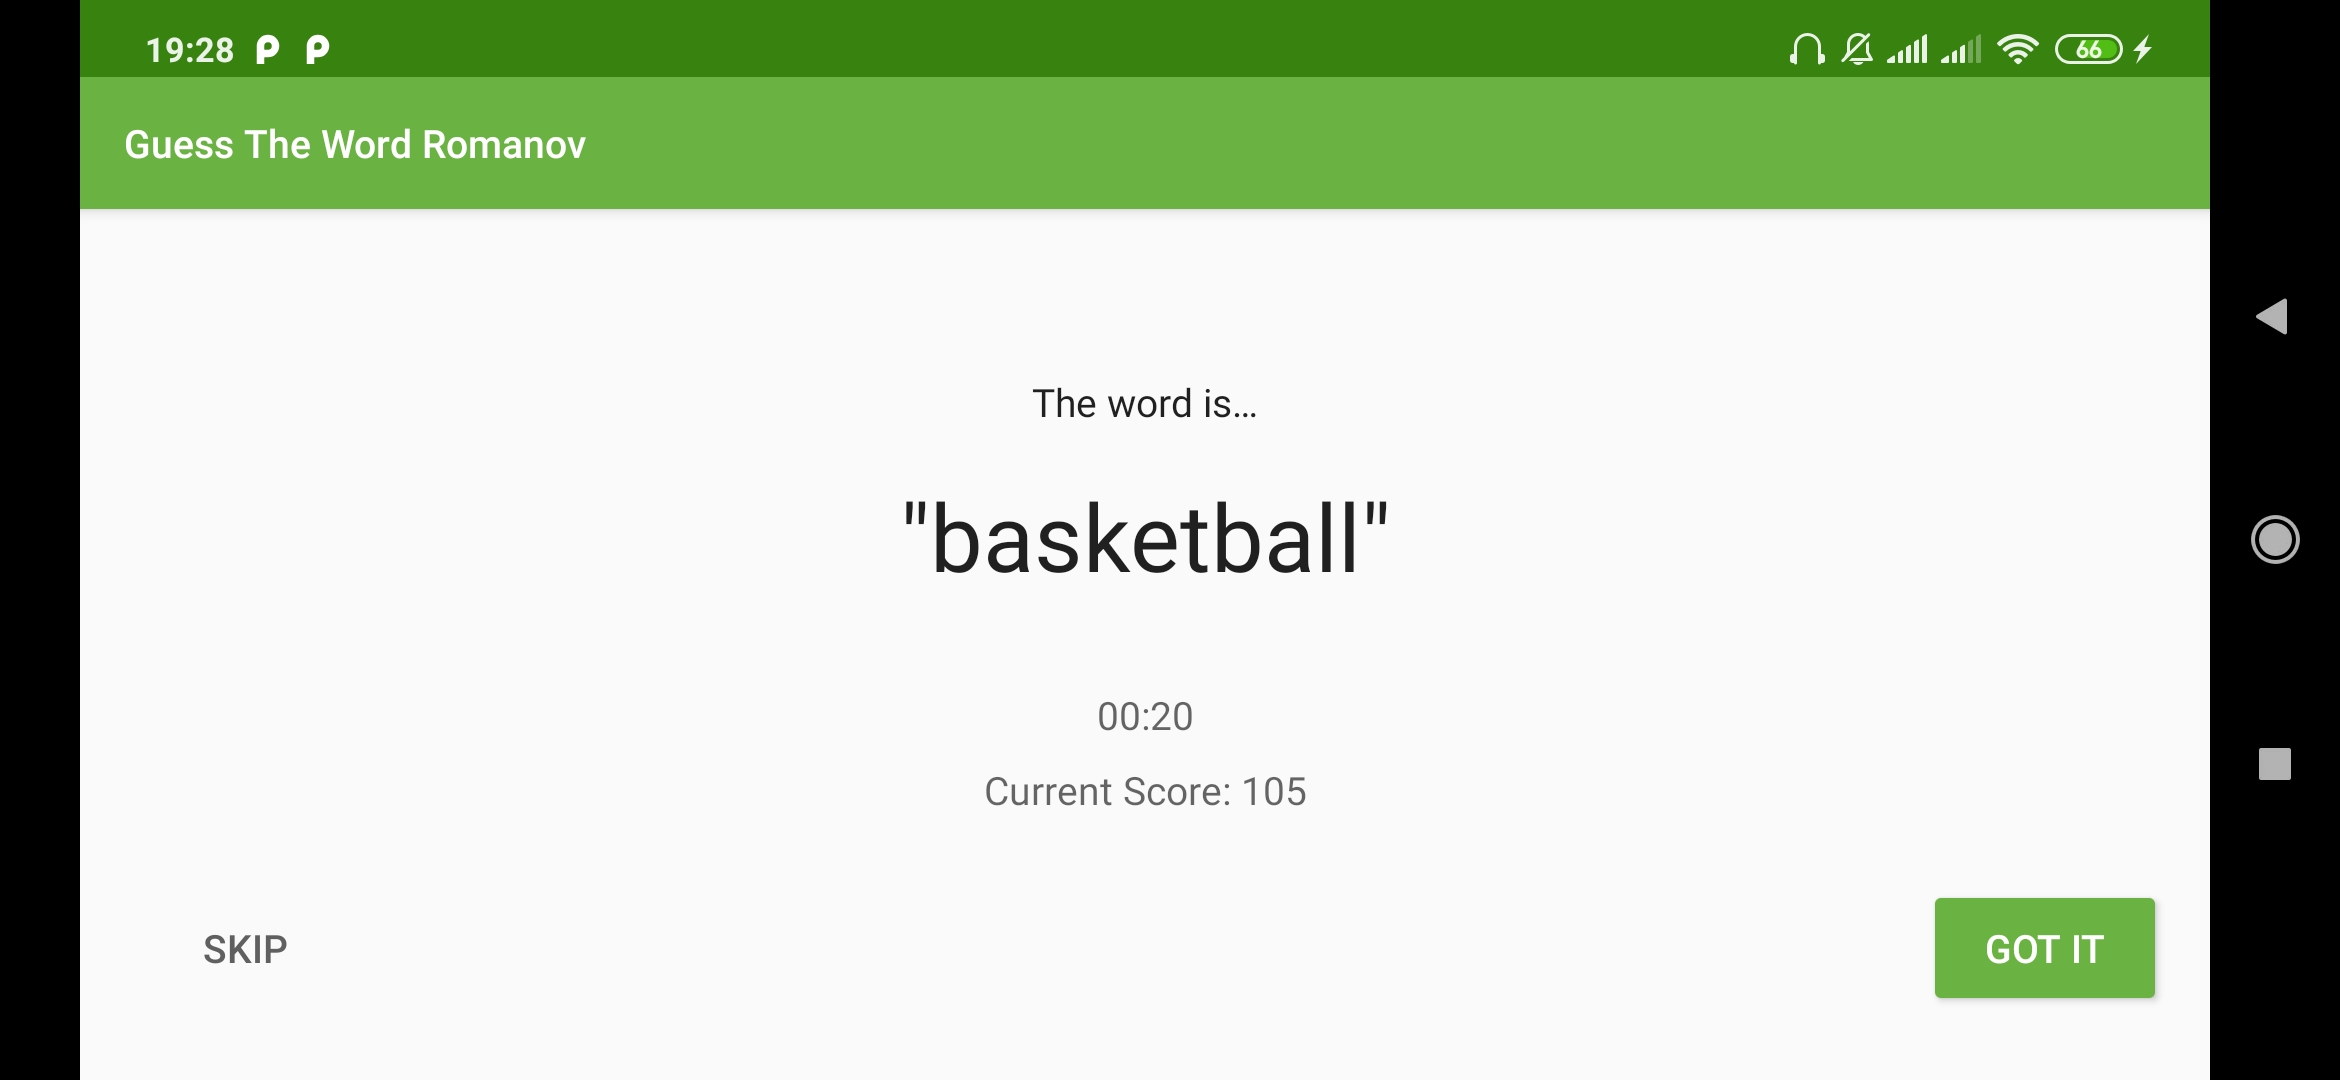 19:28
66
Guess The Word Romanov
The word is...
"basketball"
00:20
Current Score: 105
SKIP
GOT IT